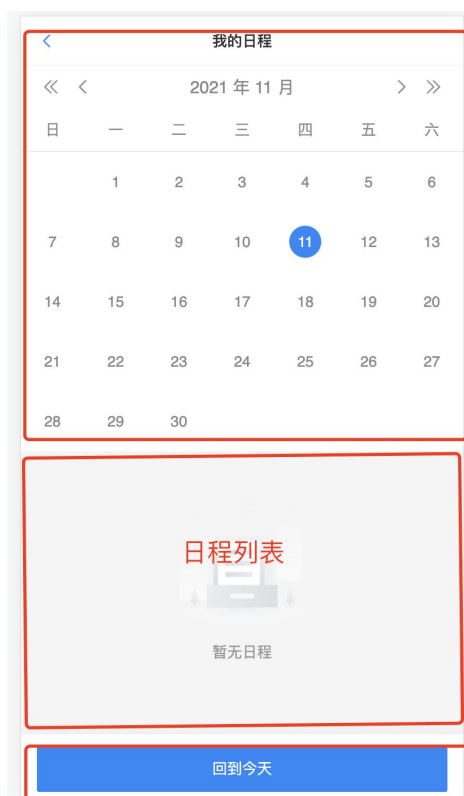 我的日程
2021 年 11 月
日 一 二 三 四 五 六
1 2 3 4 5 6
7 8 9 10 11 12 13
14 15 16 17 18 19 20
21 22 23 24 25 26 27
28 29 30
日程列表
暂无日程
回到今天